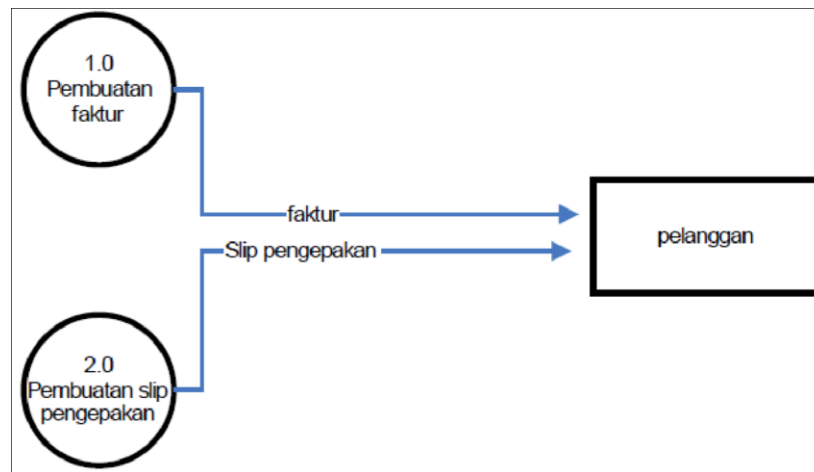 1.0
Pembuatan
faktur
faktur
pelanggan
Slip pengepakan
2.0
Pembuatan slip
pengepakan